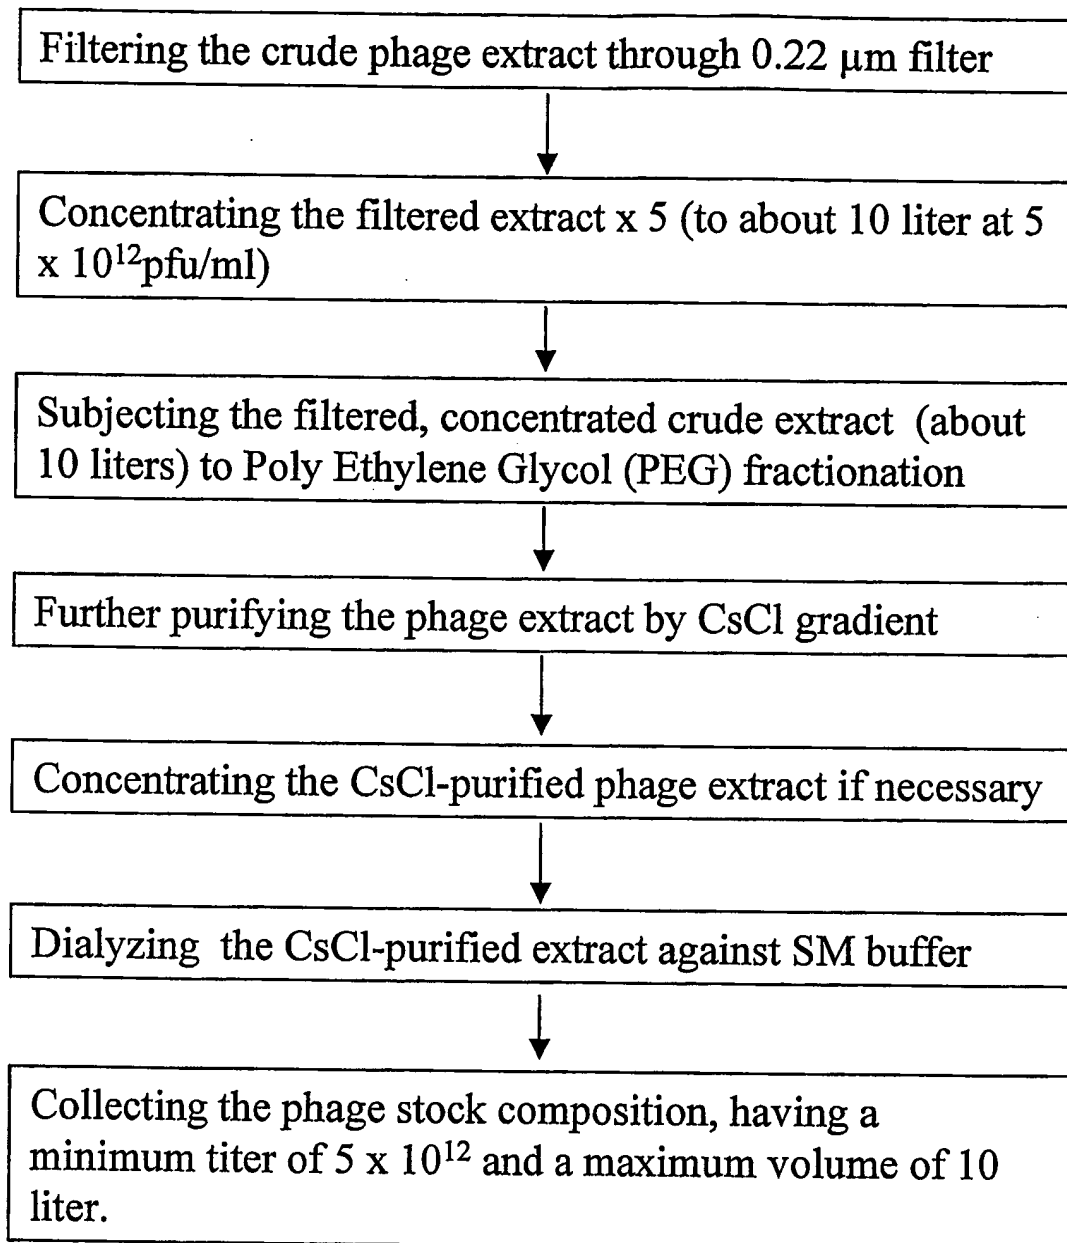 Filtering the crude phage extract through 0.22 μm filter
Concentrating the filtered extract x 5 (to about 10 liter at 5
x 10¹²pfu/ml)
Subjecting the filtered, concentrated crude extract (about
10 liters) to Poly Ethylene Glycol (PEG) fractionation
Further purifying the phage extract by CsCl gradient
Concentrating the CsCl-purified phage extract if necessary
Dialyzing the CsCl-purified extract against SM buffer
Collecting the phage stock composition, having a
minimum titer of 5 x 10¹² and a maximum volume of 10
liter.